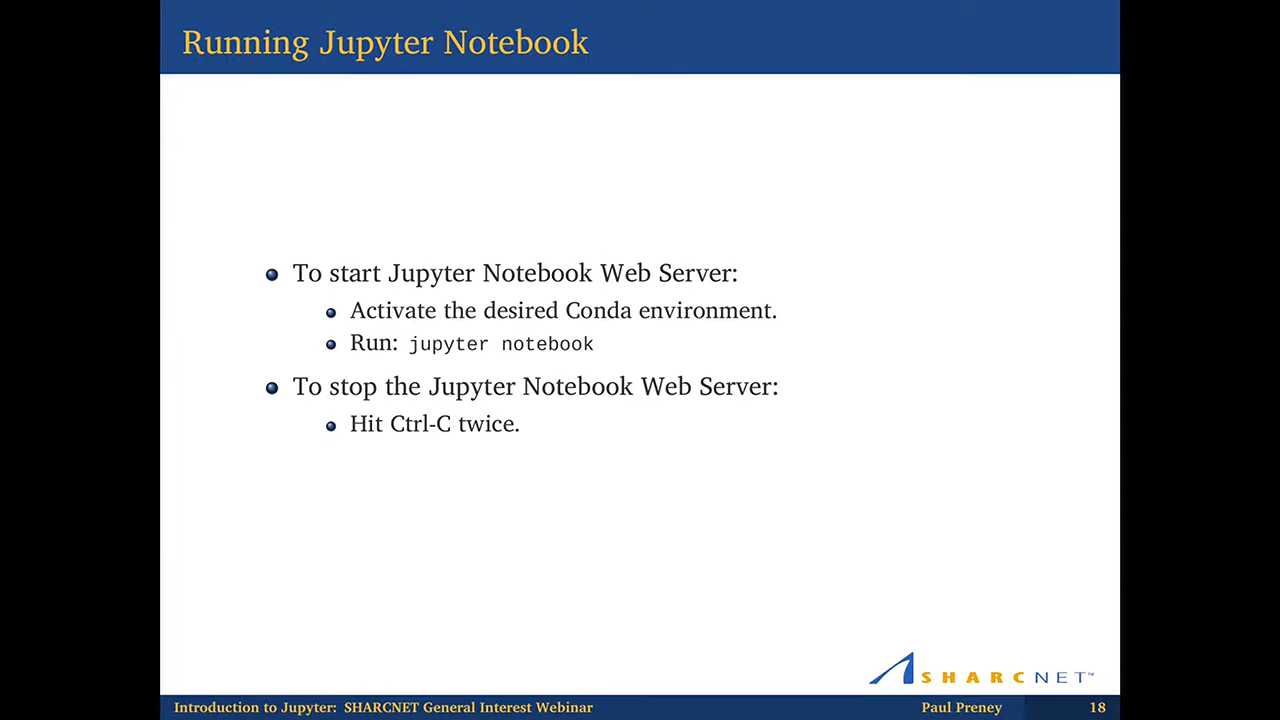 Running Jupyter Notebook
To start Jupyter Notebook Web Server:
Activate the desired Conda environment.
Run: jupyter notebook
To stop the Jupyter Notebook Web Server:
Hit Ctrl-C twice.
SHARCNET™
Introduction to Jupyter: SHARCNET General Interest Webinar Paul Preney 18